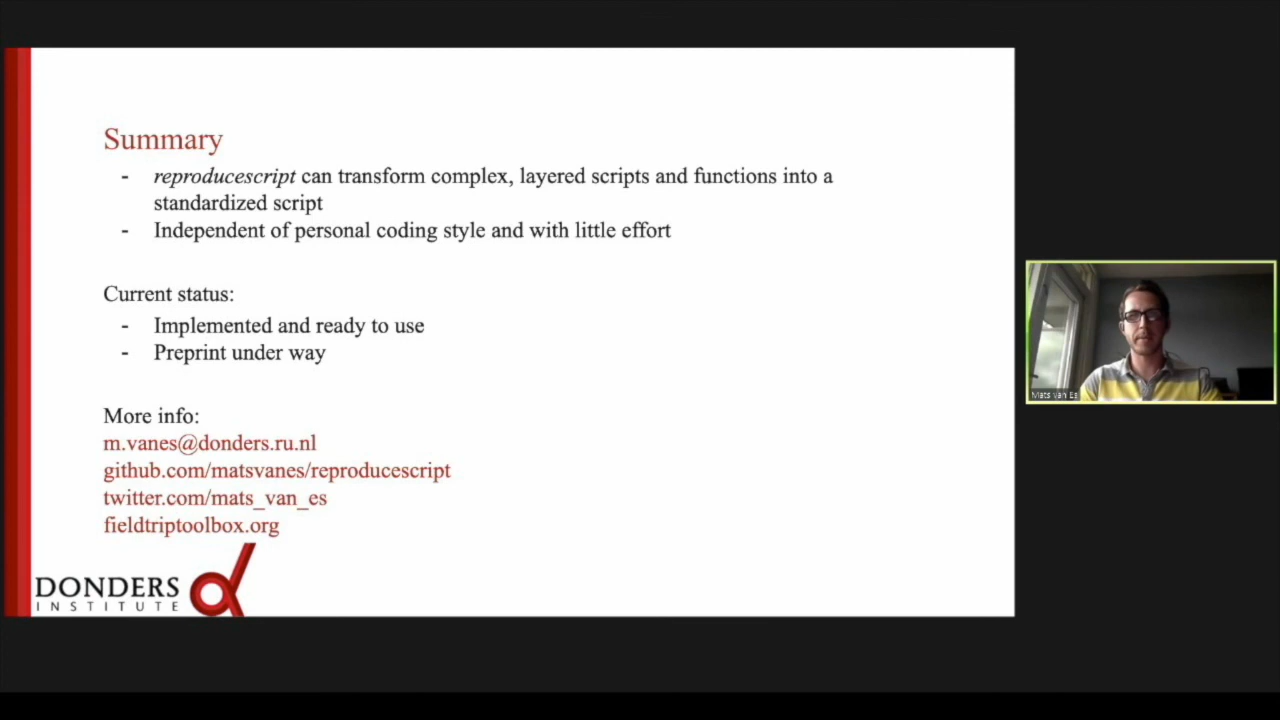 Summary
- reproducescript can transform complex, layered scripts and functions into a
standardized script
- Independent of personal coding style and with little effort
Current status:
- Implemented and ready to use
- Preprint under way
More info:
m.vanes@donders.ru.nl
github.com/matsvanes/reproducescript
twitter.com/mats_van_es
fieldtriptoolbox.org
DONDERS
INSTITUTE
Mats van Es